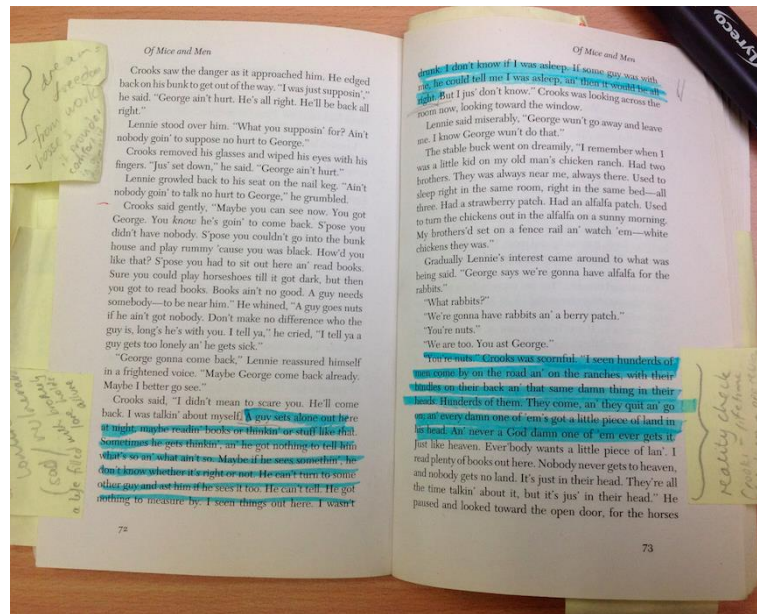 Of Mice and Men
Crooks saw the danger as it approached him. He edged
back on his bunk to get out of the way. "I was just supposin',"
he said. "George ain't hurt. He's all right. He'll be back all
right."
Lennie stood over him. "What you supposin' for? Ain't
nobody goin' to suppose no hurt to George."
Crooks removed his glasses and wiped his eyes with his
fingers. "Jus' set down," he said. "George ain't hurt."
Lennie growled back to his seat on the nail keg. "Ain't
nobody goin' to talk no hurt to George," he grumbled.
Crooks said gently, "Maybe you can see now. You got
George. You know he's goin' to come back. S'pose you
didn't have nobody. S'pose you couldn't go into the bunk
house and play rummy 'cause you was black. How'd you
like that? S'pose you had to sit out here an' read books.
Sure you could play horseshoes till it got dark, but then
you got to read books. Books ain't no good. A guy needs
somebody—to be near him." He whined, "A guy goes nuts
if he ain't got nobody. Don't make no difference who the
guy is, long's he's with you. I tell ya," he cried, "I tell ya a
guy gets too lonely an' he gets sick."
"George gonna come back," Lennie reassured himself
in a frightened voice. "Maybe George come back already.
Maybe I better go see."
Crooks said, "I didn't mean to scare you. He'll come
back. I was talkin' about myself. A guy sets alone out here
at night, maybe readin' books or thinkin' or stuff like that.
Sometimes he gets thinkin', an' he got nothing to tell him
what's so an' what ain't so. Maybe if he sees somethin', he
don't know whether it's right or not. He can't turn to some
other guy and ast him if he sees it too. He can't tell. He got
nothing to measure by. I seen things out here. I wasn't
72
dream
freedom
from
work
(sad)
a life filled with
alone
Of Mice and Men
drunk. I don't know if I was asleep. If some guy was with
me, he could tell me I was asleep, an' then it would be all
right. But I jus' don't know." Crooks was looking across the
room now, looking toward the window.
Lennie said miserably, "George wun't go away and leave
me. I know George wun't do that."
The stable buck went on dreamily, "I remember when I
was a little kid on my old man's chicken ranch. Had two
brothers. They was always near me, always there. Used to
sleep right in the same room, right in the same bed—all
three. Had a strawberry patch. Had an alfalfa patch. Used
to turn the chickens out in the alfalfa on a sunny morning.
My brothers'd set on a fence rail an' watch 'em—white
chickens they was."
Gradually Lennie's interest came around to what was
being said. "George says we're gonna have alfalfa for the
rabbits."
"What rabbits?"
"We're gonna have rabbits an' a berry patch."
"You're nuts."
"We are too. You ast George."
"You're nuts." Crooks was scornful. "I seen hunderds of
men come by on the road an' on the ranches, with their
bindles on their back an' that same damn thing in their
heads. Hunderds of them. They come, an' they quit an' go
on; an' every damn one of 'em's got a little piece of land in
his head. An' never a God damn one of 'em ever gets it.
Just like heaven. Ever'body wants a little piece of lan'. I
read plenty of books out here. Nobody never gets to heaven,
and nobody gets no land. It's just in their head. They're all
the time talkin' about it, but it's jus' in their head." He
paused and looked toward the open door, for the horses
73
reality check
Lyreco